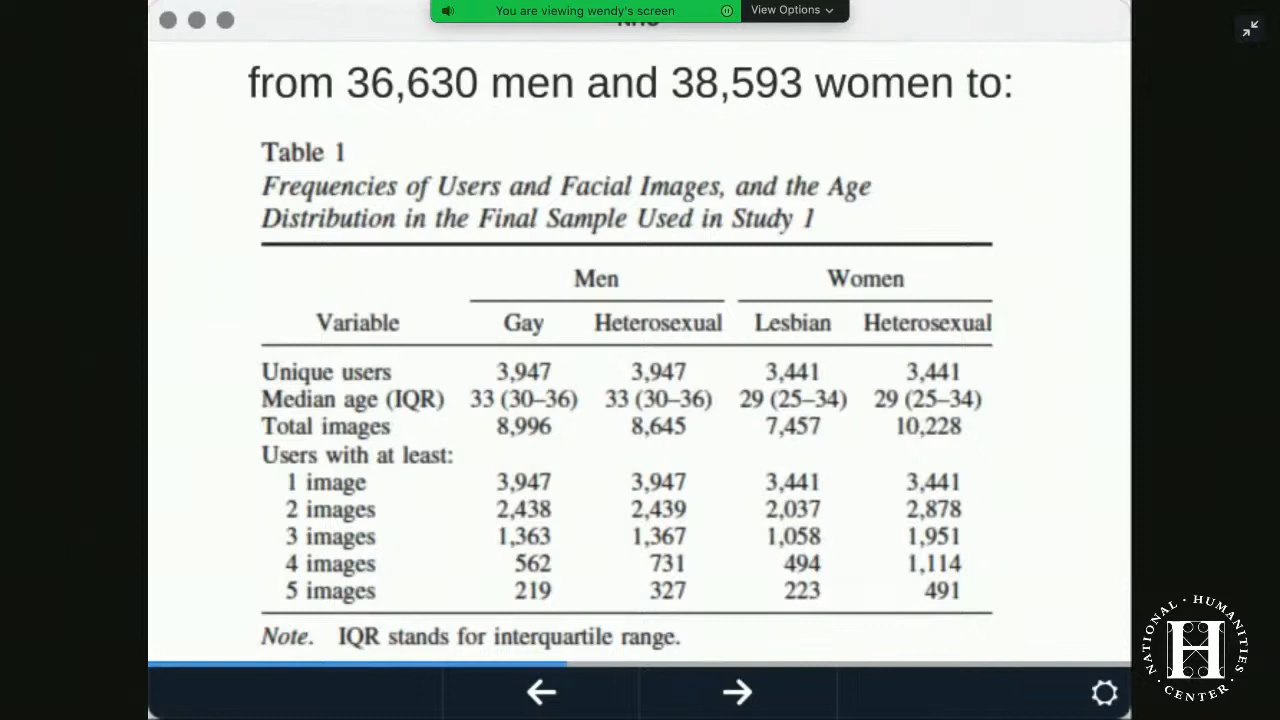 You are viewing wendy's screen
View Options
from 36,630 men and 38,593 women to:
Table 1
Frequencies of Users and Facial Images, and the Age
Distribution in the Final Sample Used in Study 1
Men Women
Variable Gay Heterosexual Lesbian Heterosexual
Unique users 3,947 3,947 3,441 3,441
Median age (IQR) 33 (30–36) 33 (30–36) 29 (25–34) 29 (25–34)
Total images 8,996 8,645 7,457 10,228
Users with at least:
1 image 3,947 3,947 3,441 3,441
2 images 2,438 2,439 2,037 2,878
3 images 1,363 1,367 1,058 1,951
4 images 562 731 494 1,114
5 images 219 327 223 491
Note. IQR stands for interquartile range.
NATIONAL · HUMANITIES · CENTER ·
H